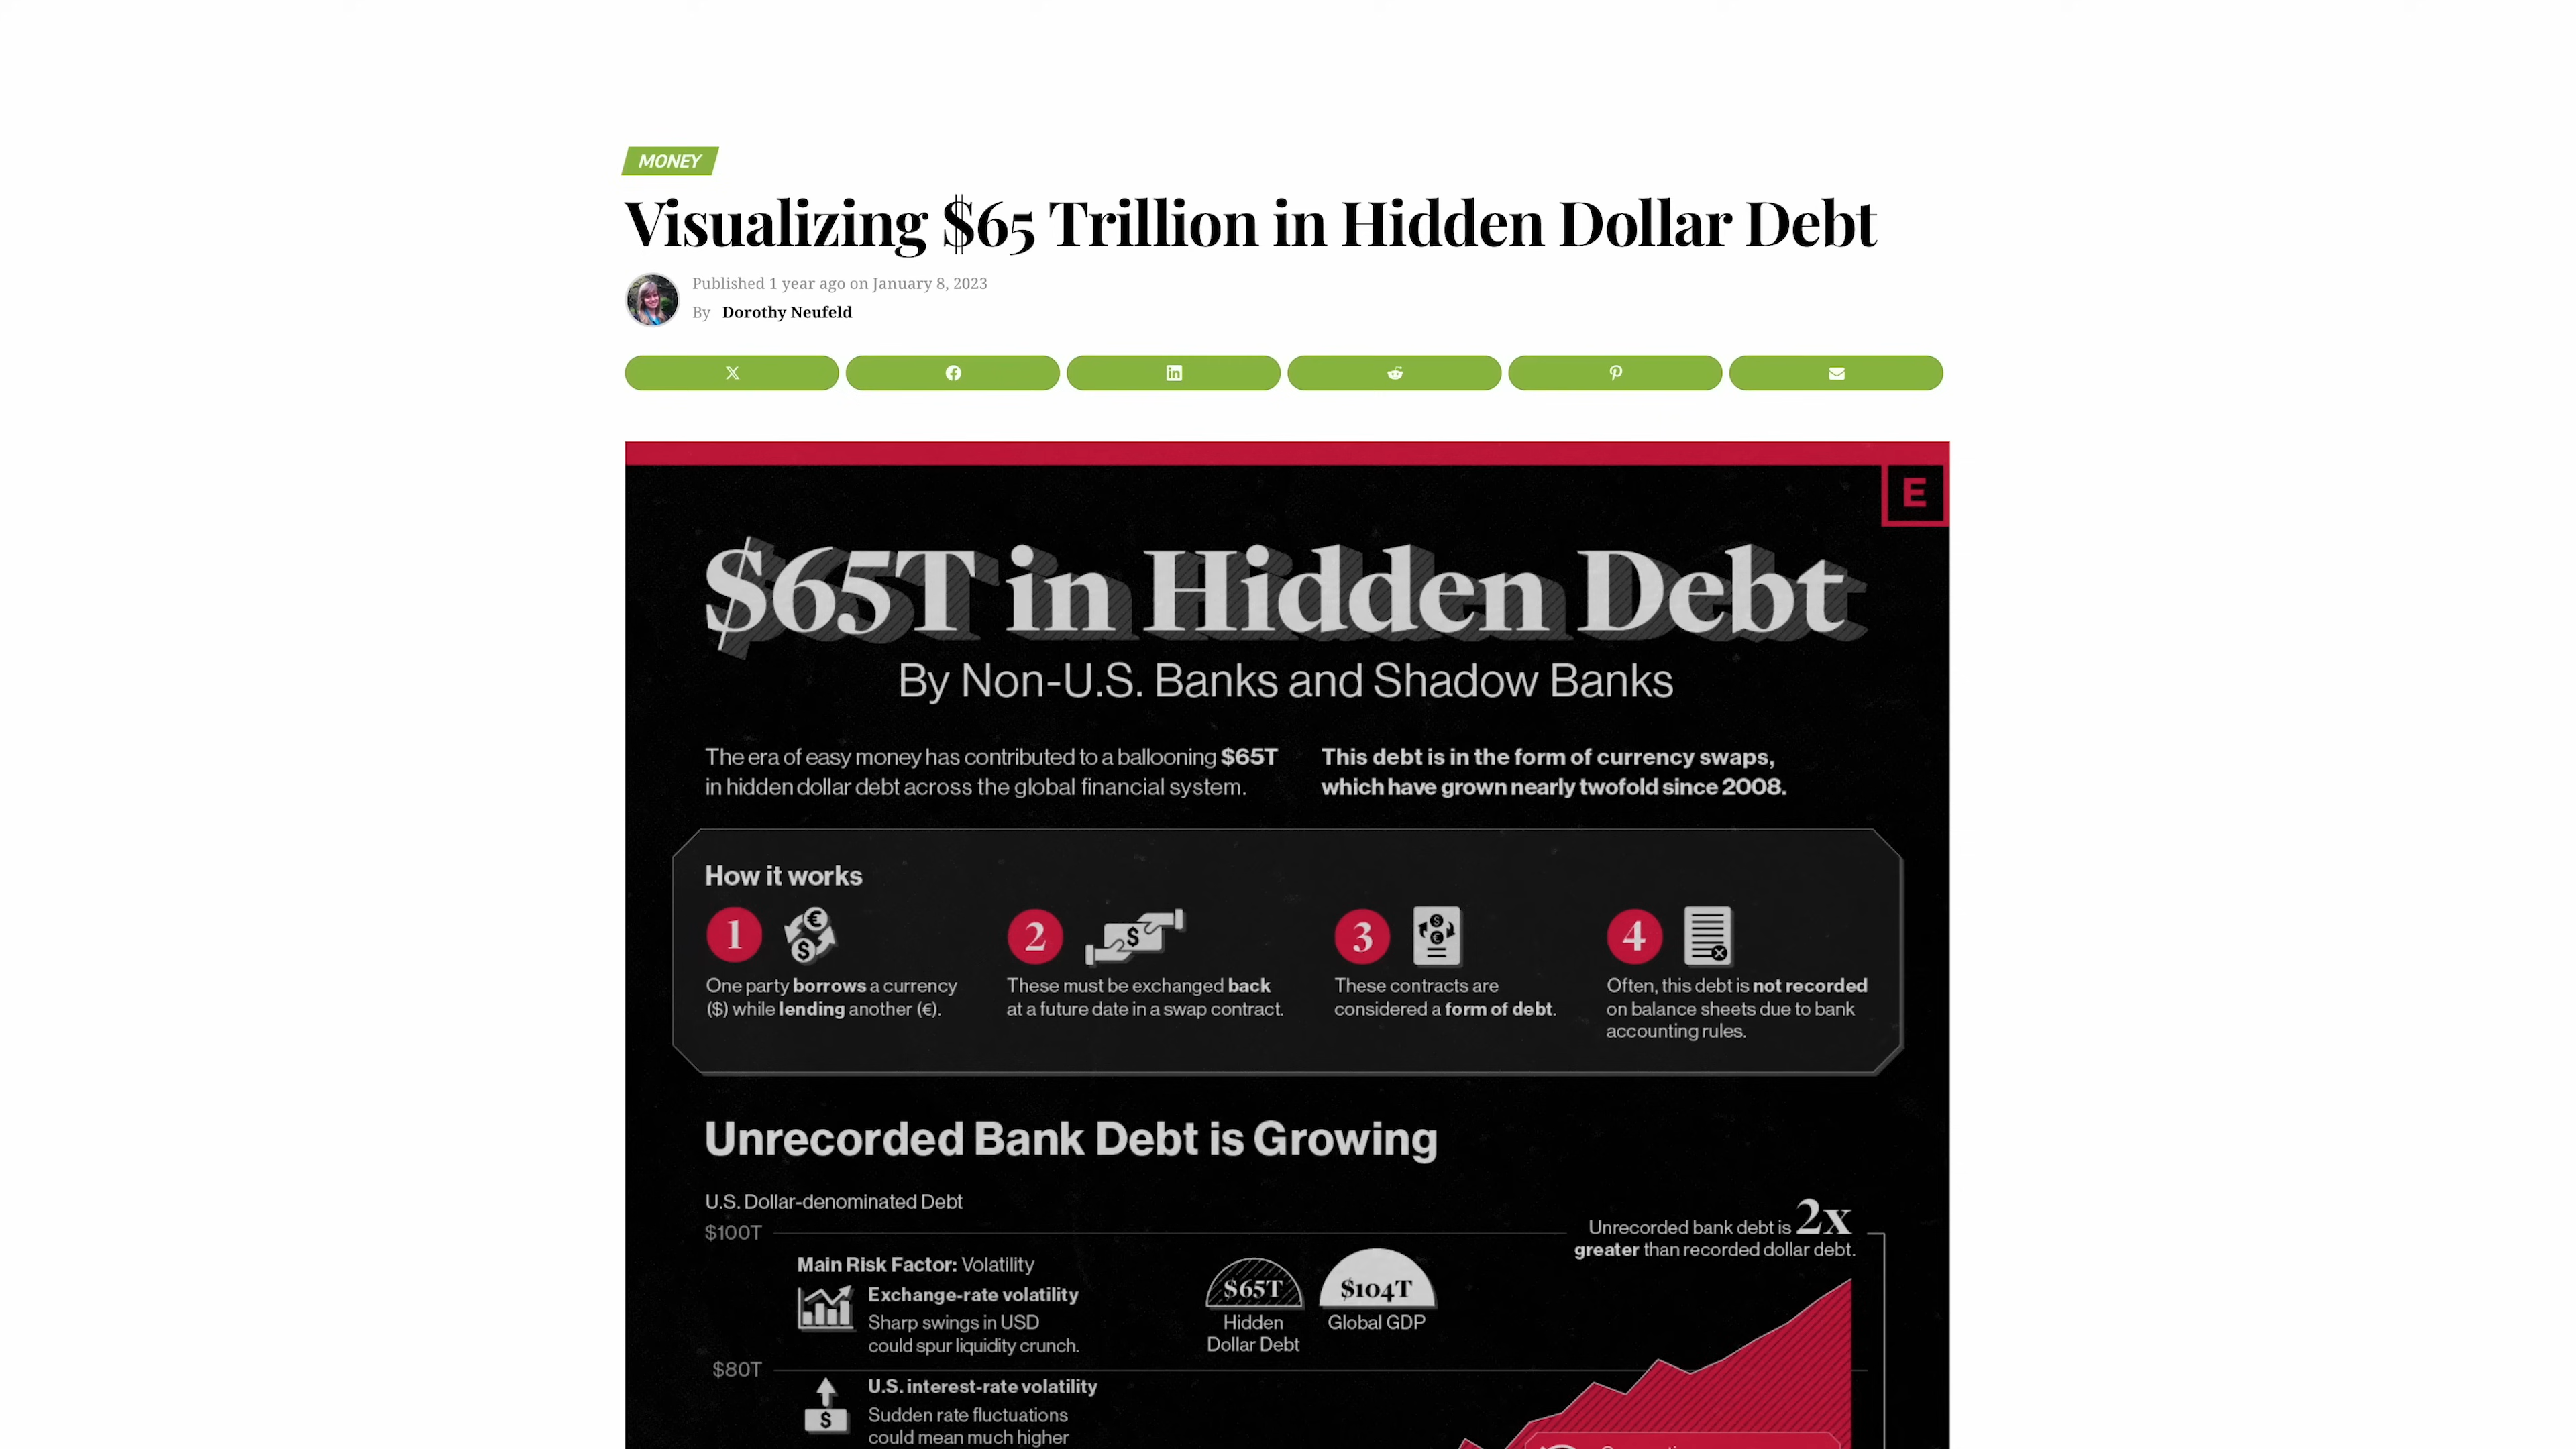 MONEY
Visualizing $65 Trillion in Hidden Dollar Debt
Published 1 year ago on January 8, 2023
By Dorothy Neufeld
E
$65T in Hidden Debt
By Non-U.S. Banks and Shadow Banks
The era of easy money has contributed to a ballooning $65T
in hidden dollar debt across the global financial system.
This debt is in the form of currency swaps,
which have grown nearly twofold since 2008.
How it works
1
One party borrows a currency
($) while lending another (€).
2
These must be exchanged back
at a future date in a swap contract.
3
These contracts are
considered a form of debt.
4
Often, this debt is not recorded
on balance sheets due to bank
accounting rules.
Unrecorded Bank Debt is Growing
U.S. Dollar-denominated Debt
$100T
Unrecorded bank debt is 2x
greater than recorded dollar debt.
Main Risk Factor: Volatility
Exchange-rate volatility
Sharp swings in USD
could spur liquidity crunch.
$65T
Hidden
Dollar Debt
$104T
Global GDP
$80T
U.S. interest-rate volatility
Sudden rate fluctuations
could mean much higher